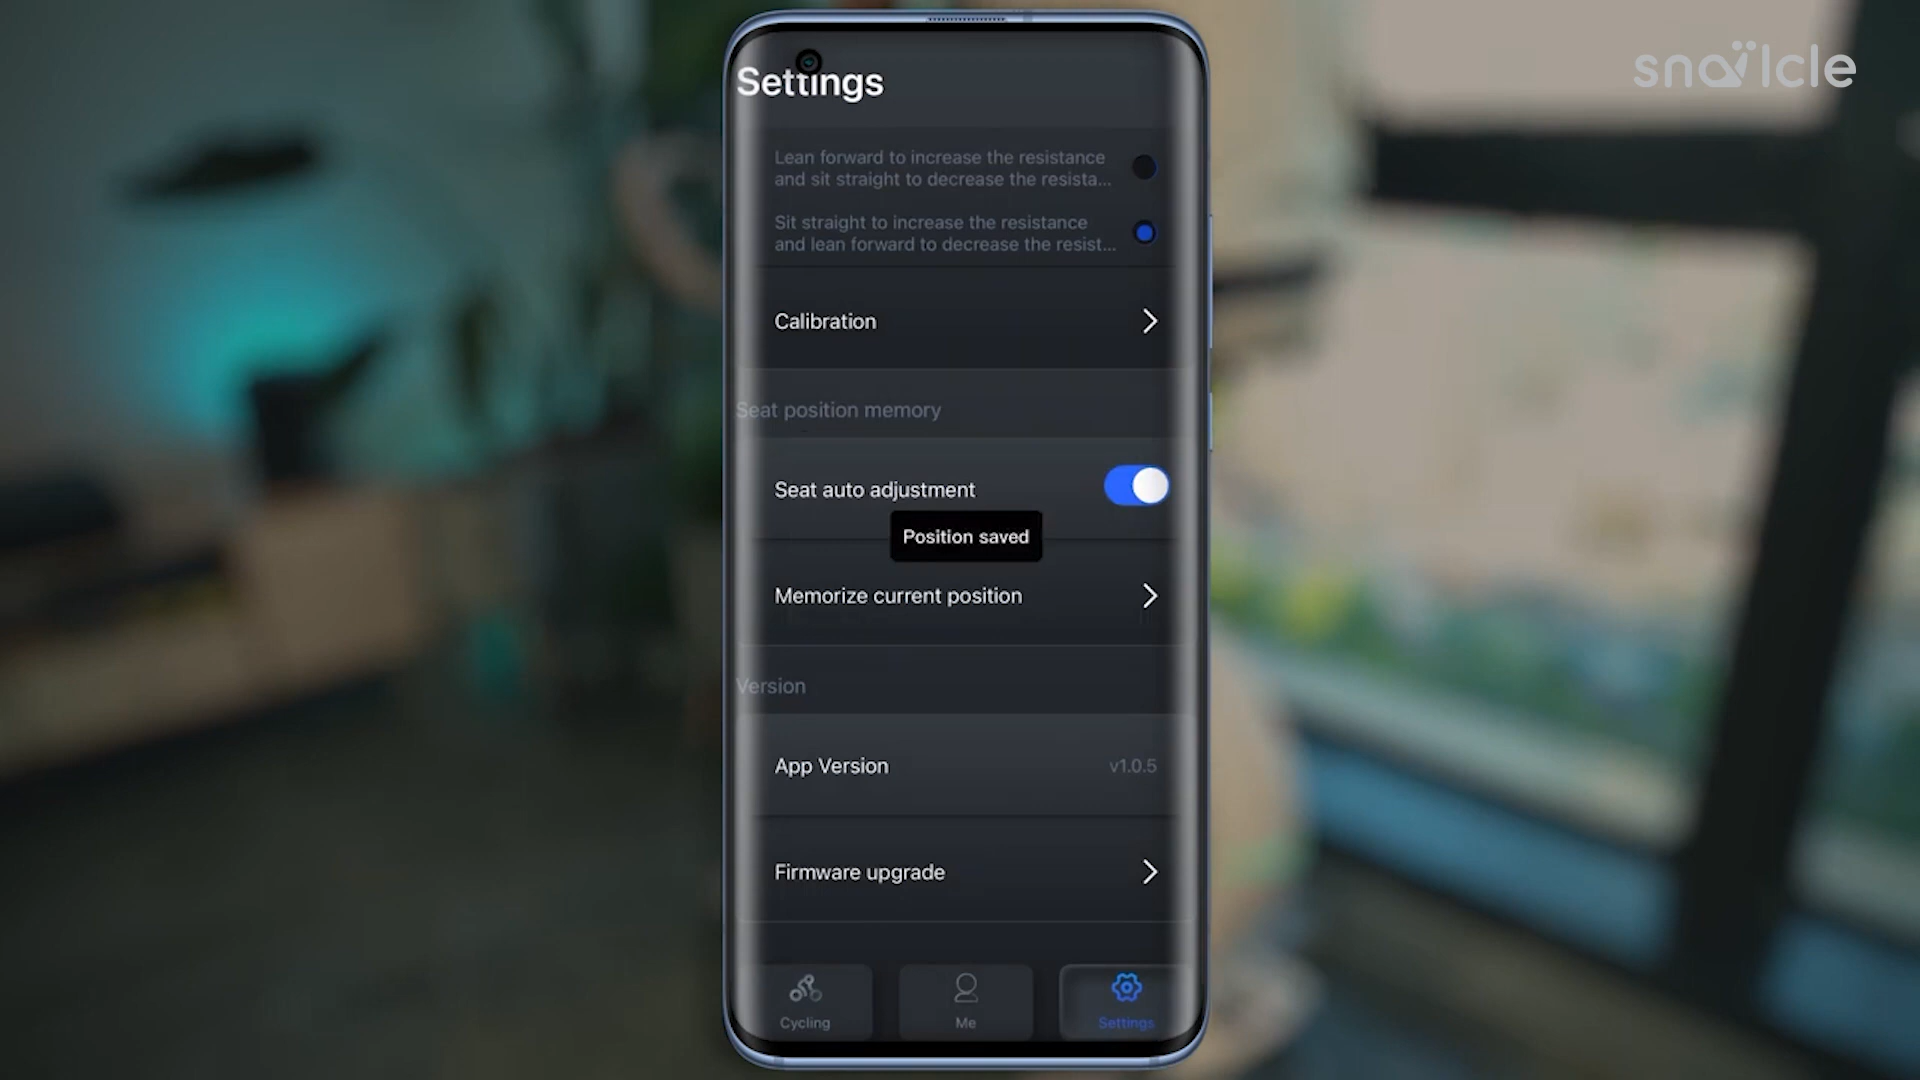 snailcle
Settings
Lean forward to increase the resistance
and sit straight to decrease the resista...
Sit straight to increase the resistance
and lean forward to decrease the resist...
Calibration
Seat position memory
Seat auto adjustment
Position saved
Memorize current position
Version
App Version v1.0.5
Firmware upgrade
Cycling Me Settings